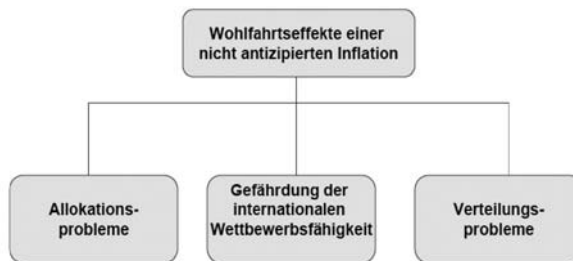 Wohlfahrtseffekte einer
nicht antizipierten Inflation
Allokations-
probleme
Gefährdung der
internationalen
Wettbewerbsfähigkeit
Verteilungs-
probleme